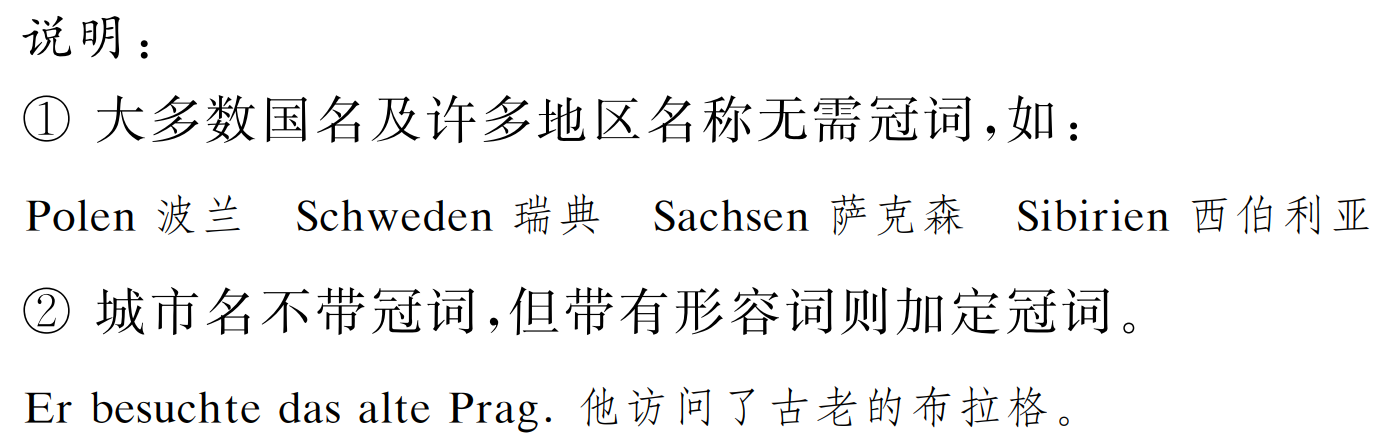 说明：
① 大多数国名及许多地区名称无需冠词，如：
Polen 波兰 Schweden 瑞典 Sachsen 萨克森 Sibirien 西伯利亚
② 城市名不带冠词，但带有形容词则加定冠词。
Er besuchte das alte Prag. 他访问了古老的布拉格。